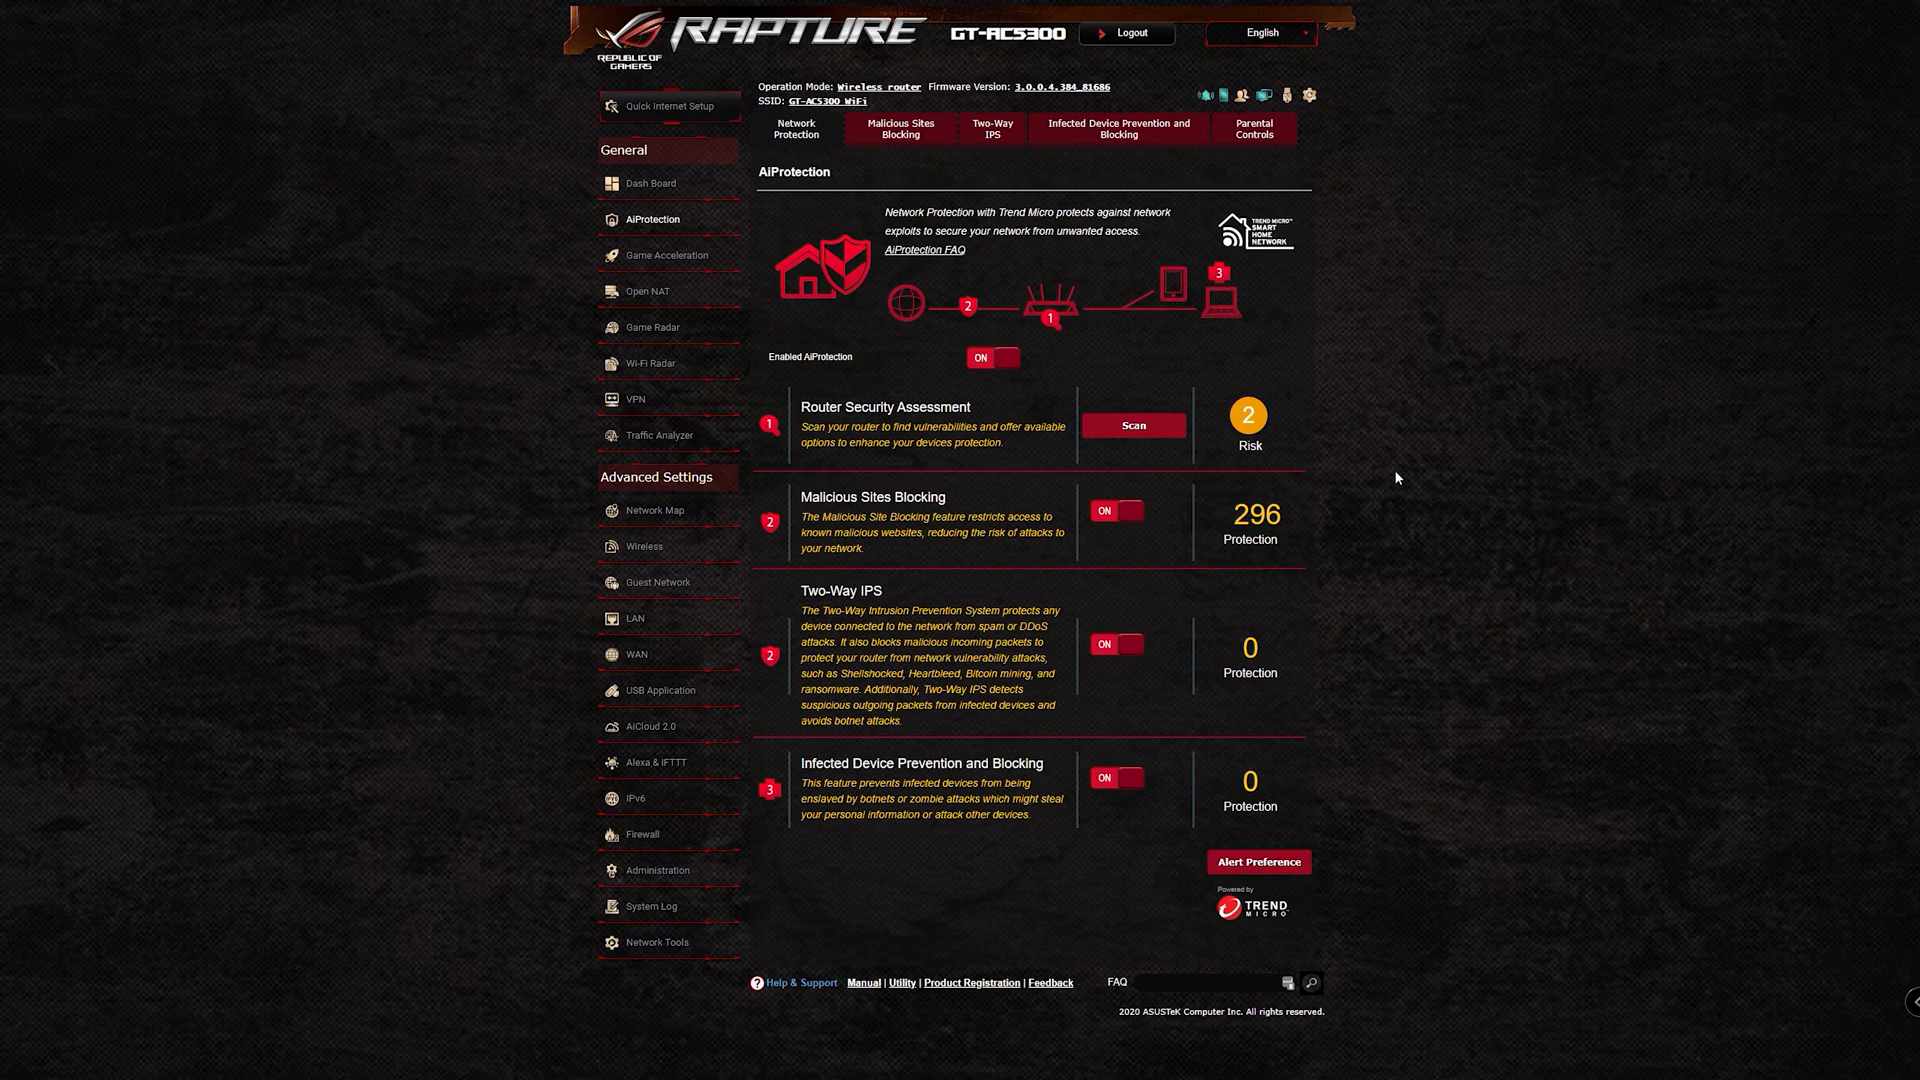 REPUBLIC OF
GAMERS
RAPTURE
GT-AC5300
Logout
English
Quick Internet Setup
General
Dash Board
AiProtection
Game Acceleration
Open NAT
Game Radar
Wi-Fi Radar
VPN
Traffic Analyzer
Advanced Settings
Network Map
Wireless
Guest Network
LAN
WAN
USB Application
AiCloud 2.0
Alexa & IFTTT
IPv6
Firewall
Administration
System Log
Network Tools
Operation Mode: Wireless router Firmware Version: 3.0.0.4.384_81686
SSID: GT-AC5300 WiFi
Network
Protection
Malicious Sites
Blocking
Two-Way
IPS
Infected Device Prevention and
Blocking
Parental
Controls
AiProtection
Network Protection with Trend Micro protects against network
exploits to secure your network from unwanted access.
AiProtection FAQ
TREND MICRO™
SMART
HOME
NETWORK
2
1
3
Enabled AiProtection
ON
1
Router Security Assessment
Scan your router to find vulnerabilities and offer available
options to enhance your devices protection.
Scan
2
Risk
2
Malicious Sites Blocking
The Malicious Site Blocking feature restricts access to
known malicious websites, reducing the risk of attacks to
your network.
ON
296
Protection
2
Two-Way IPS
The Two-Way Intrusion Prevention System protects any
device connected to the network from spam or DDoS
attacks. It also blocks malicious incoming packets to
protect your router from network vulnerability attacks,
such as Shellshocked, Heartbleed, Bitcoin mining, and
ransomware. Additionally, Two-Way IPS detects
suspicious outgoing packets from infected devices and
avoids botnet attacks.
ON
0
Protection
3
Infected Device Prevention and Blocking
This feature prevents infected devices from being
enslaved by botnets or zombie attacks which might steal
your personal information or attack other devices.
ON
0
Protection
Alert Preference
Powered by
TREND
MICRO
? Help & Support Manual | Utility | Product Registration | Feedback FAQ
2020 ASUSTeK Computer Inc. All rights reserved.